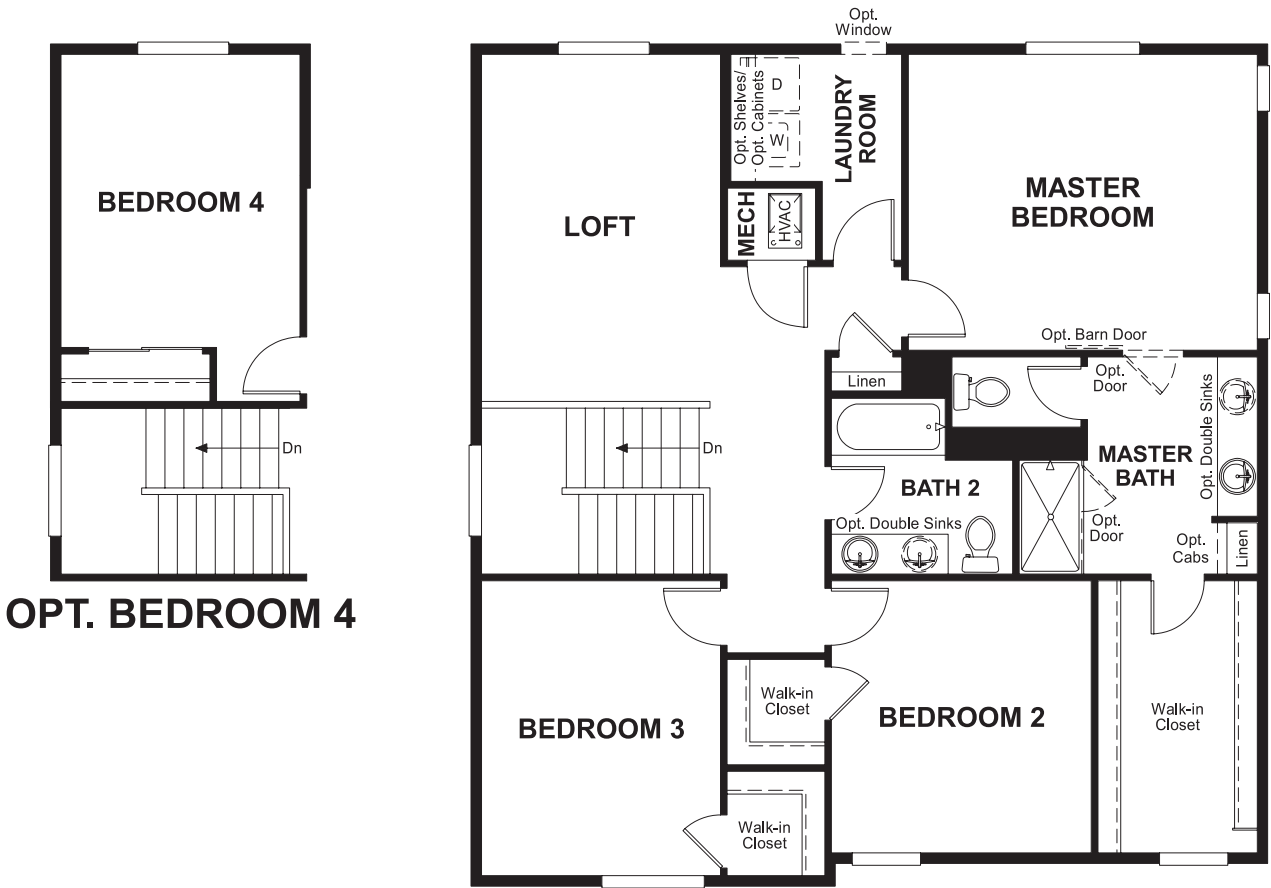 BEDROOM 4
Dn
OPT. BEDROOM 4
Opt.
Window
Opt. Shelves/
Opt. Cabinets
D
W
LAUNDRY
ROOM
MECH
HVAC
LOFT
MASTER
BEDROOM
Opt. Barn Door
Linen
Opt.
Door
Opt. Double Sinks
Dn
MASTER
BATH
BATH 2
Opt. Double Sinks
Opt.
Door
Opt.
Cabs
Linen
Walk-in
Closet
BEDROOM 3
BEDROOM 2
Walk-in
Closet
Walk-in
Closet